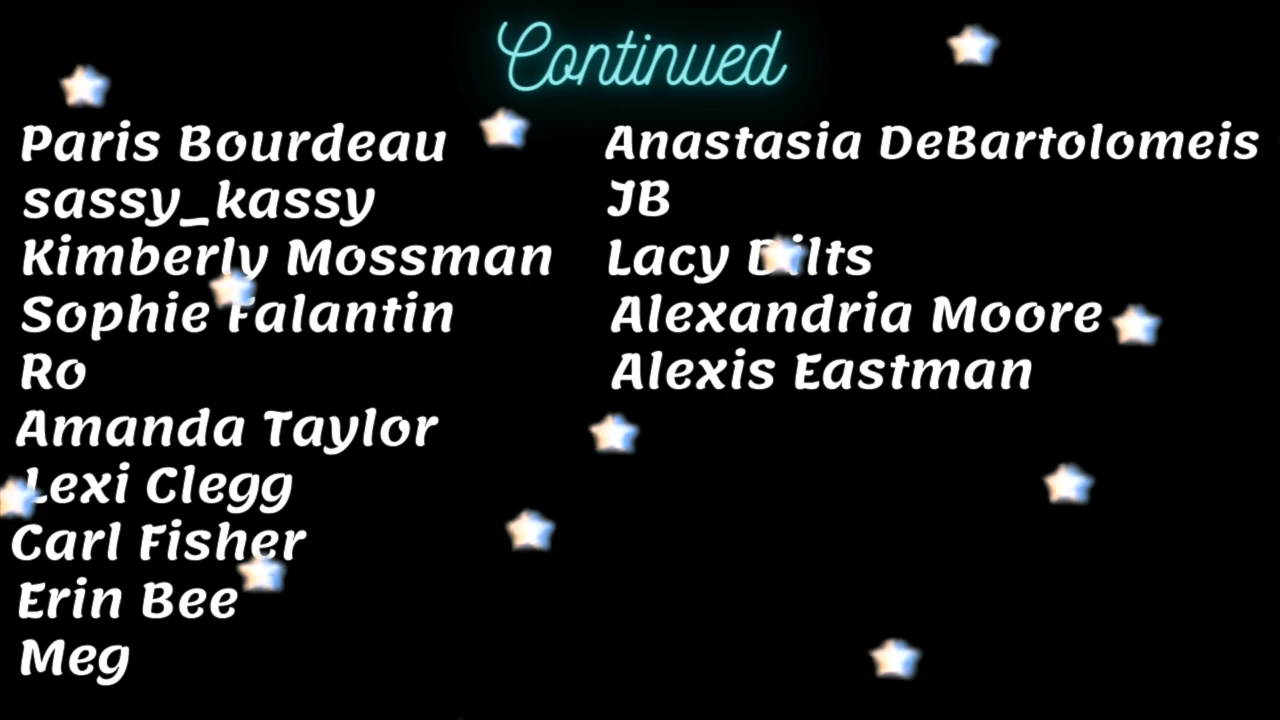 Continued
Paris Bourdeau
sassy_kassy
Kimberly Mossman
Sophie Falantin
Ro
Amanda Taylor
Lexi Clegg
Carl Fisher
Erin Bee
Meg
Anastasia DeBartolomeis
JB
Lacy Dilts
Alexandria Moore
Alexis Eastman